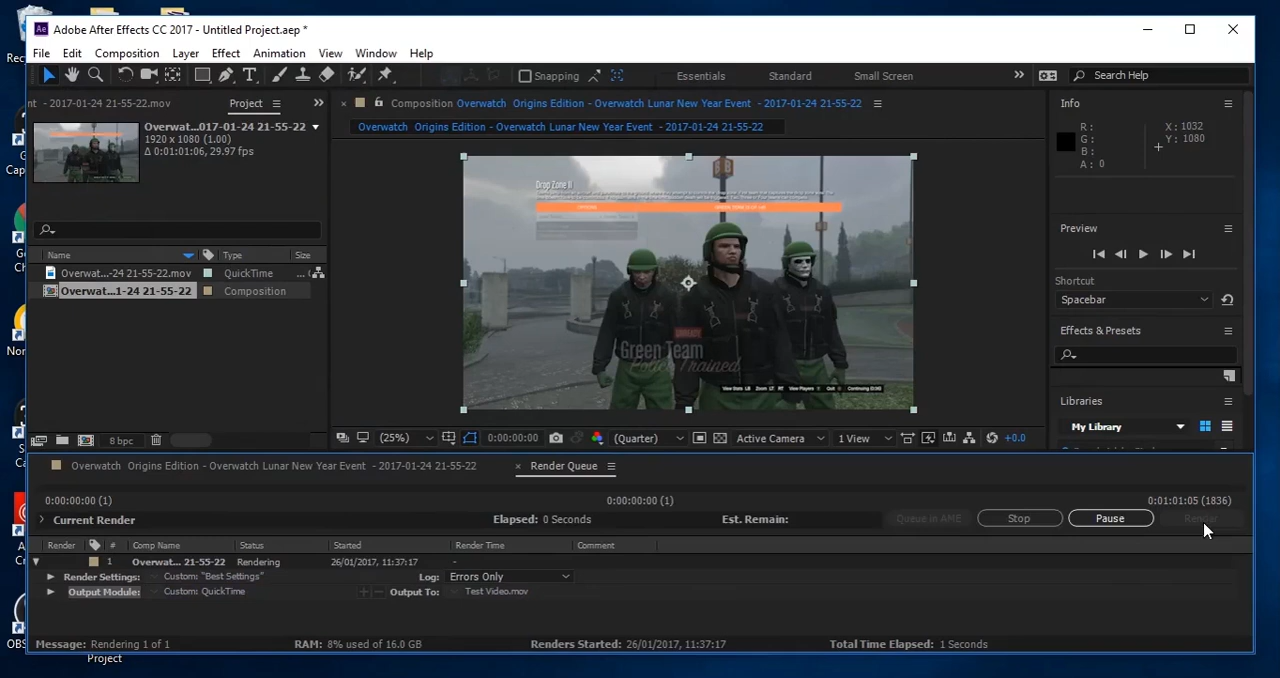 Adobe After Effects CC 2017 - Untitled Project.aep *
File Edit Composition Layer Effect Animation View Window Help
Snapping Essentials Standard Small Screen Search Help
nt - 2017-01-24 21-55-22.mov Project
Composition Overwatch Origins Edition - Overwatch Lunar New Year Event - 2017-01-24 21-55-22
Info
Overwat...017-01-24 21-55-22
1920 x 1080 (1.00)
Δ 0:01:01:06, 29.97 fps
Overwatch Origins Edition - Overwatch Lunar New Year Event - 2017-01-24 21-55-22
R: X: 1032
G: Y: 1080
B:
A: 0
Drop Zone II
Green Team
Police Trained
Preview
Shortcut
Spacebar
Effects & Presets
Libraries
My Library
Name Type Size
Overwat...-24 21-55-22.mov QuickTime ...
Overwat...1-24 21-55-22 Composition
8 bpc
(25%) 0:00:00:00 (Quarter) Active Camera 1 View +0.0
Overwatch Origins Edition - Overwatch Lunar New Year Event - 2017-01-24 21-55-22 × Render Queue
0:00:00:00 (1) 0:00:00:00 (1) 0:01:01:05 (1836)
Current Render Elapsed: 0 Seconds Est. Remain: Queue in AME Stop Pause Render
Render # Comp Name Status Started Render Time Comment
1 Overwat... 21-55-22 Rendering 26/01/2017, 11:37:17 -
Render Settings: Custom: "Best Settings" Log: Errors Only
Output Module: Custom: QuickTime + – Output To: Test Video.mov
Message: Rendering 1 of 1 RAM: 8% used of 16.0 GB Renders Started: 26/01/2017, 11:37:17 Total Time Elapsed: 1 Seconds
Project